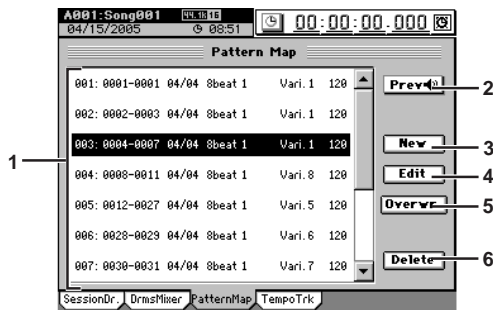 A001:Song001 44.1k 16 00:00:00.000
04/15/2005 08:51
Pattern Map
001: 0001-0001 04/04 8beat 1 Vari. 1 120
002: 0002-0003 04/04 8beat 1 Vari. 1 120
003: 0004-0007 04/04 8beat 1 Vari. 1 120
004: 0008-0011 04/04 8beat 1 Vari. 8 120
005: 0012-0027 04/04 8beat 1 Vari. 5 120
006: 0028-0029 04/04 8beat 1 Vari. 6 120
007: 0030-0031 04/04 8beat 1 Vari. 7 120
Prev
New
Edit
Overwr
Delete
SessionDr. DrmsMixer PatternMap TempoTrk
1
2
3
4
5
6